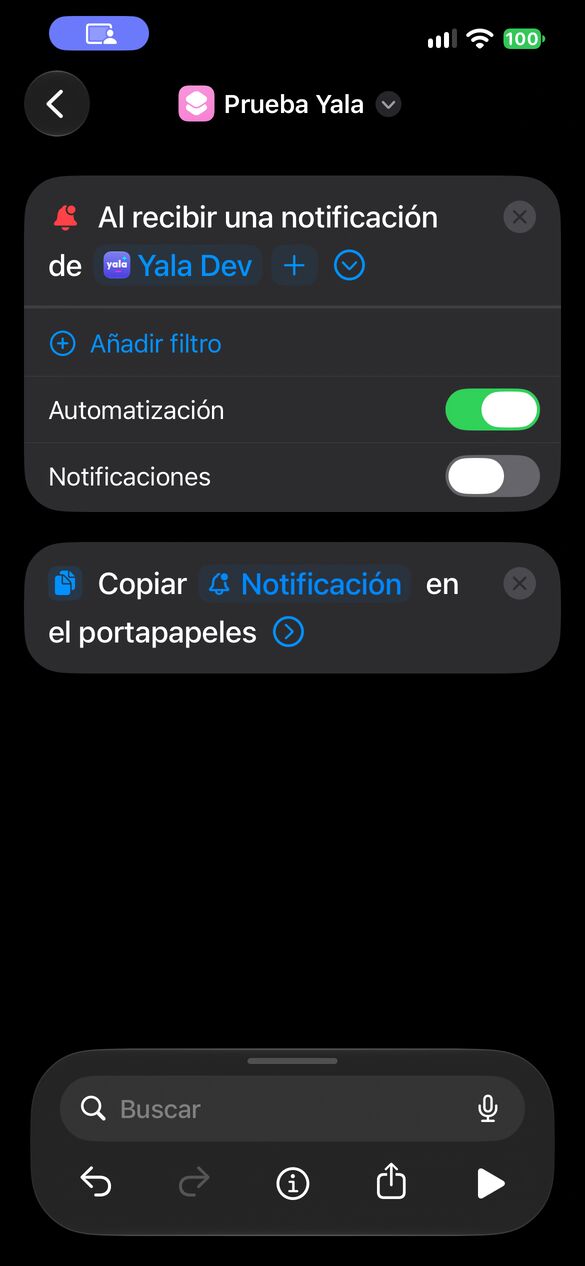 100
Prueba Yala
Al recibir una notificación
de yala Yala Dev
Añadir filtro
Automatización
Notificaciones
Copiar Notificación en
el portapapeles
Buscar